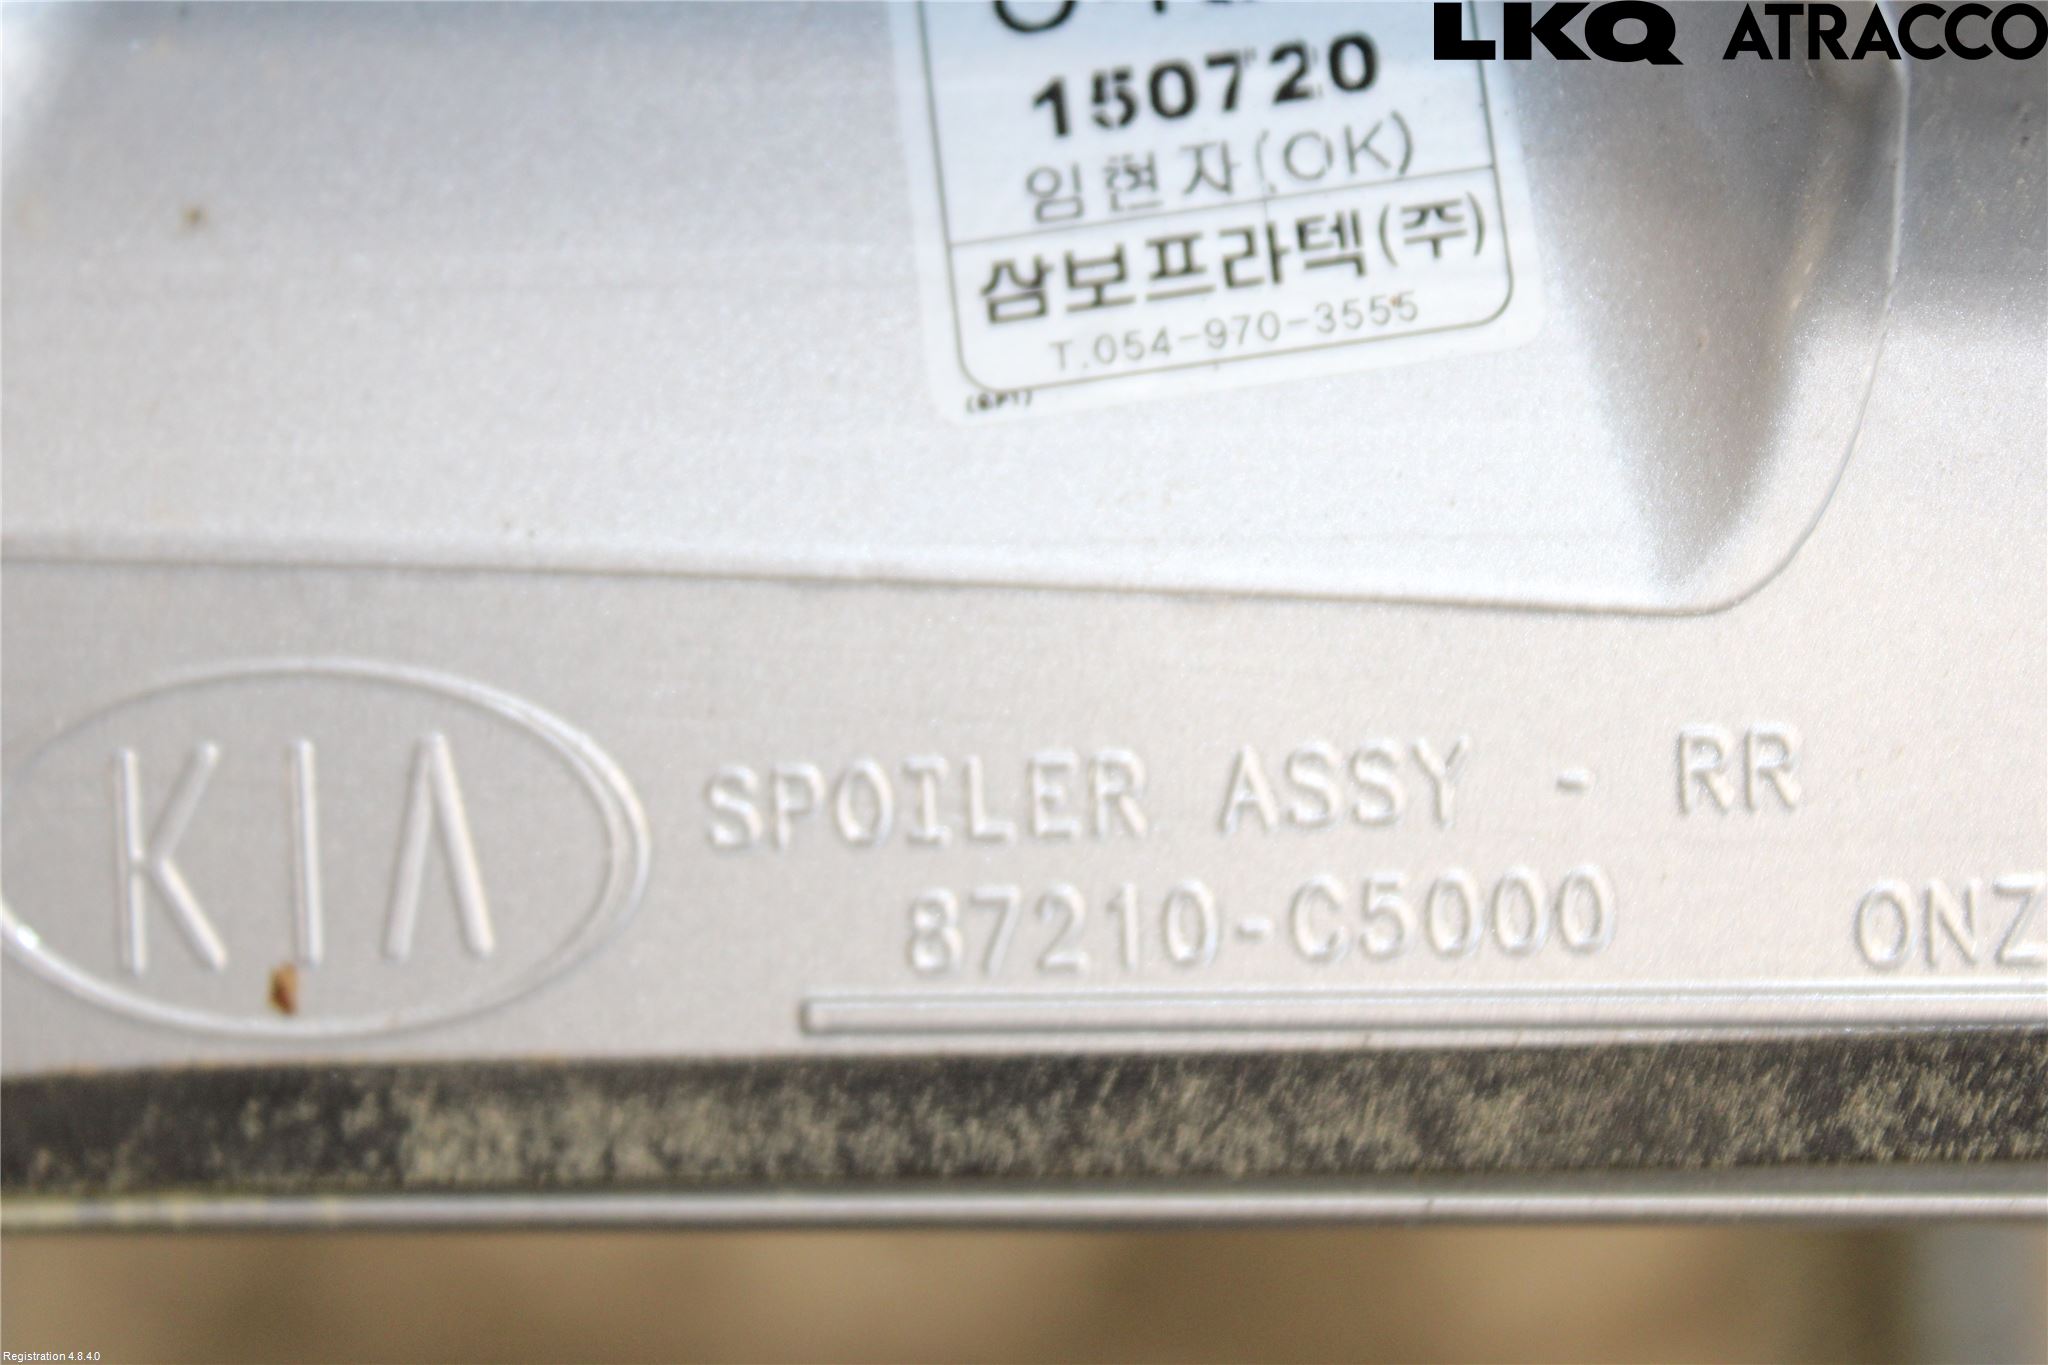 LKQ ATRACCO
150720
임현자(OK)
삼보프라텍(주)
T.054-970-3555
KIA
SPOILER ASSY - RR
87210-C5000
ONZ
Registration 4.8.4.0